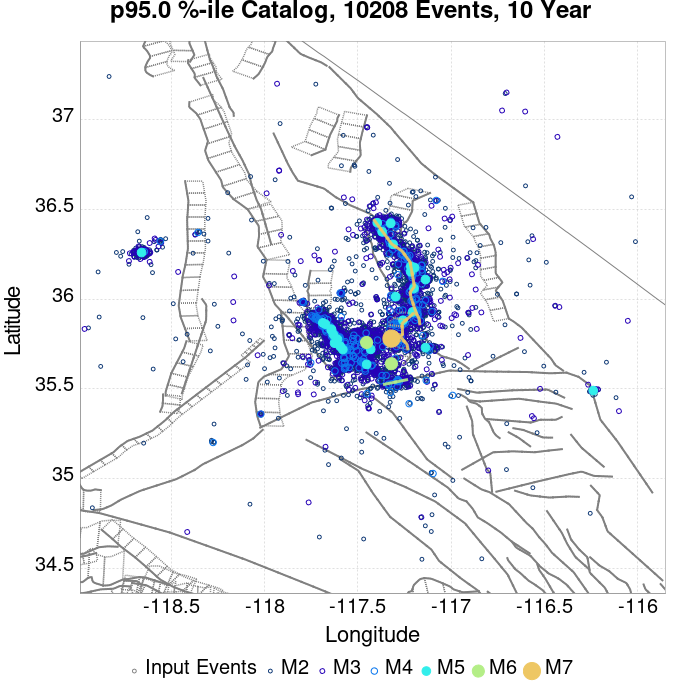 p95.0 %-ile Catalog, 10208 Events, 10 Year
Latitude
37
36.5
36
35.5
35
34.5
-118.5 -118 -117.5 -117 -116.5 -116
Longitude
Input Events M2 M3 M4 M5 M6 M7